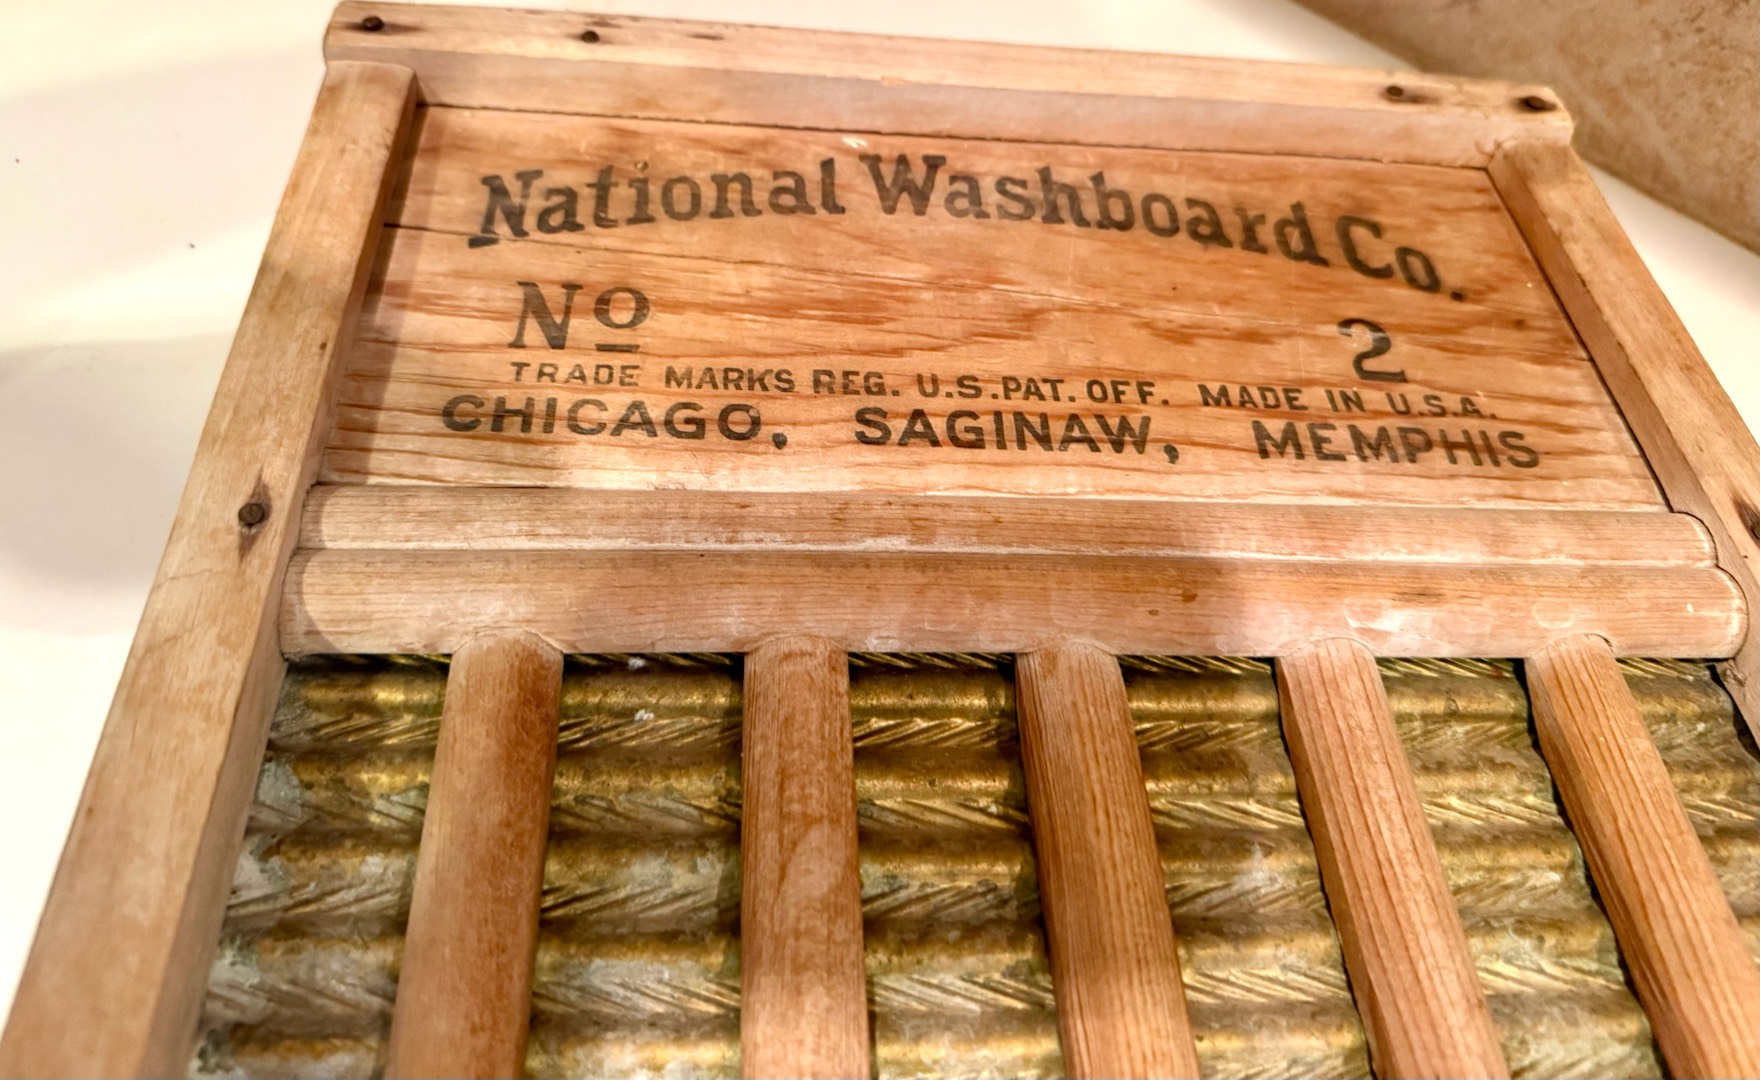 National Washboard Co.
Nº 2
TRADE MARKS REG. U.S. PAT. OFF. MADE IN U.S.A.
CHICAGO, SAGINAW, MEMPHIS